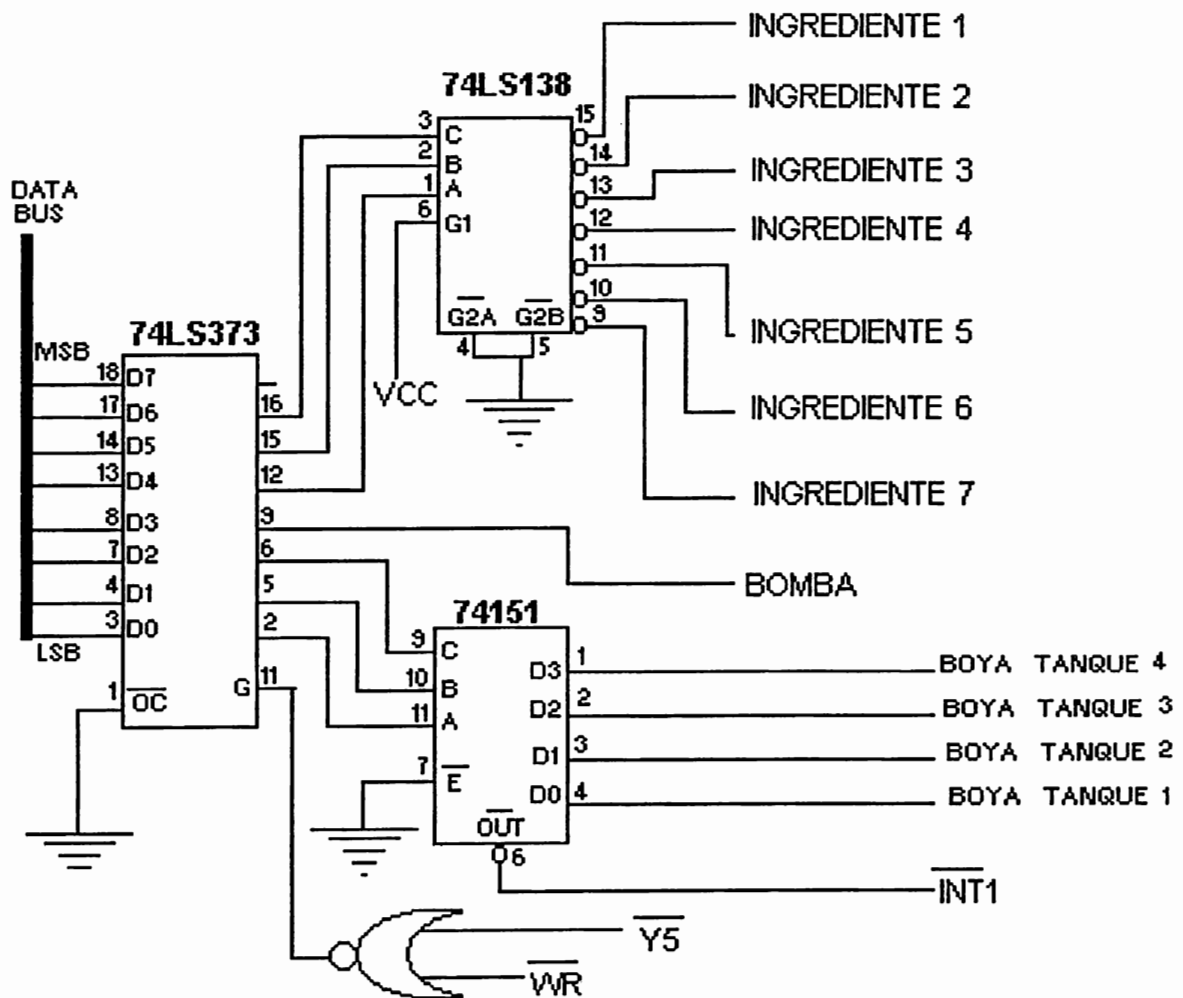 INGREDIENTE 1
74LS138
15
INGREDIENTE 2
3
C
14
2
B
INGREDIENTE 3
13
1
A
DATA
BUS
6
G1
12
INGREDIENTE 4
11
10
G2A
G2B
9
74LS373
4
5
INGREDIENTE 5
MSB
18
D7
VCC
16
INGREDIENTE 6
17
D6
15
14
D5
12
13
D4
INGREDIENTE 7
9
8
D3
6
7
D2
BOMBA
5
4
D1
74151
2
3
D0
9
C
1
BOYA TANQUE 4
LSB
D3
11
G
10
B
2
BOYA TANQUE 3
1
OC
D2
11
A
3
BOYA TANQUE 2
D1
7
E
4
BOYA TANQUE 1
D0
OUT
6
INT1
Y5
WR